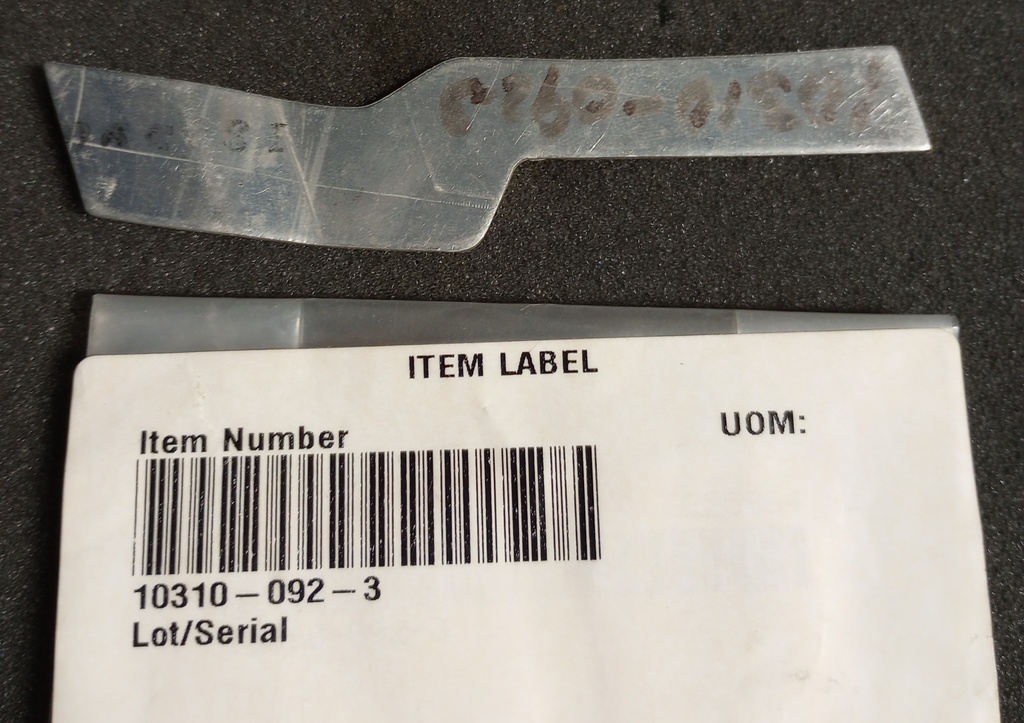 ITEM LABEL
Item Number
UOM:
10310-092-3
Lot/Serial